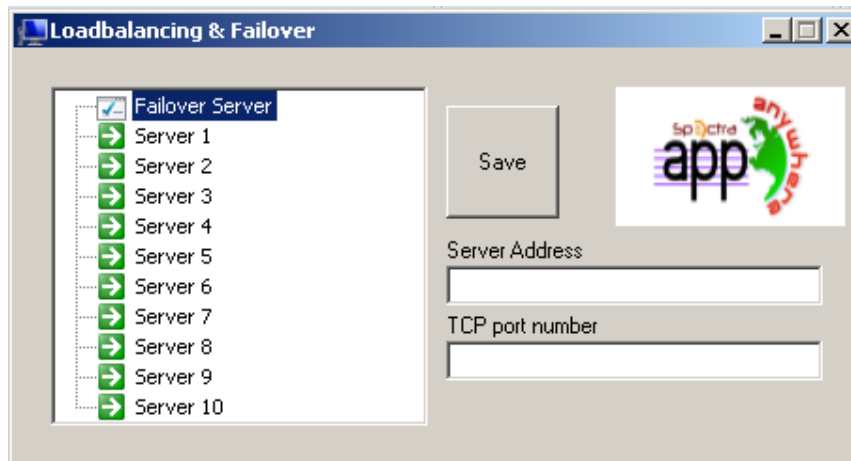 Loadbalancing & Failover
Failover Server
Server 1
Server 2
Server 3
Server 4
Server 5
Server 6
Server 7
Server 8
Server 9
Server 10
Save
Spectra
app
anywhere
Server Address
TCP port number